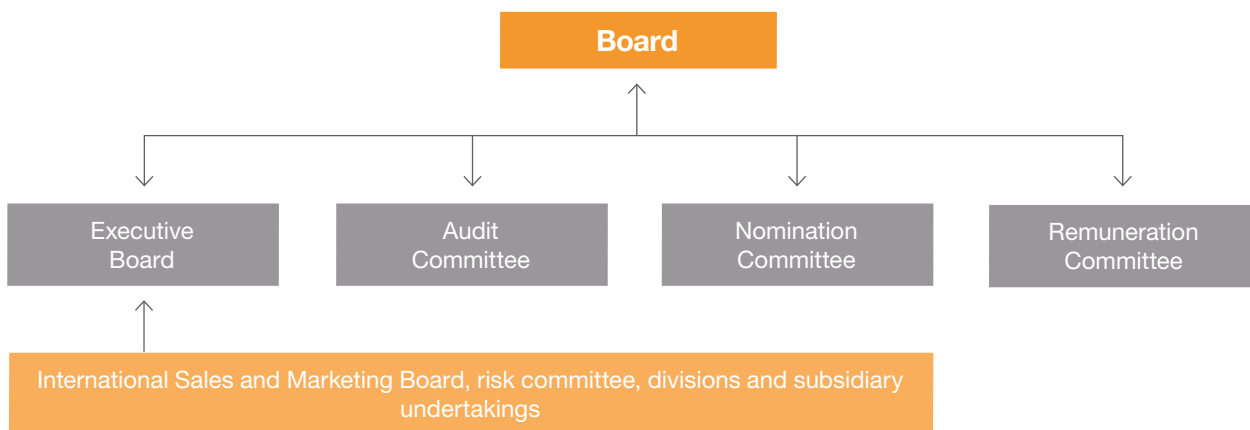 Board
Executive
Board
Audit
Committee
Nomination
Committee
Remuneration
Committee
International Sales and Marketing Board, risk committee, divisions and subsidiary
undertakings